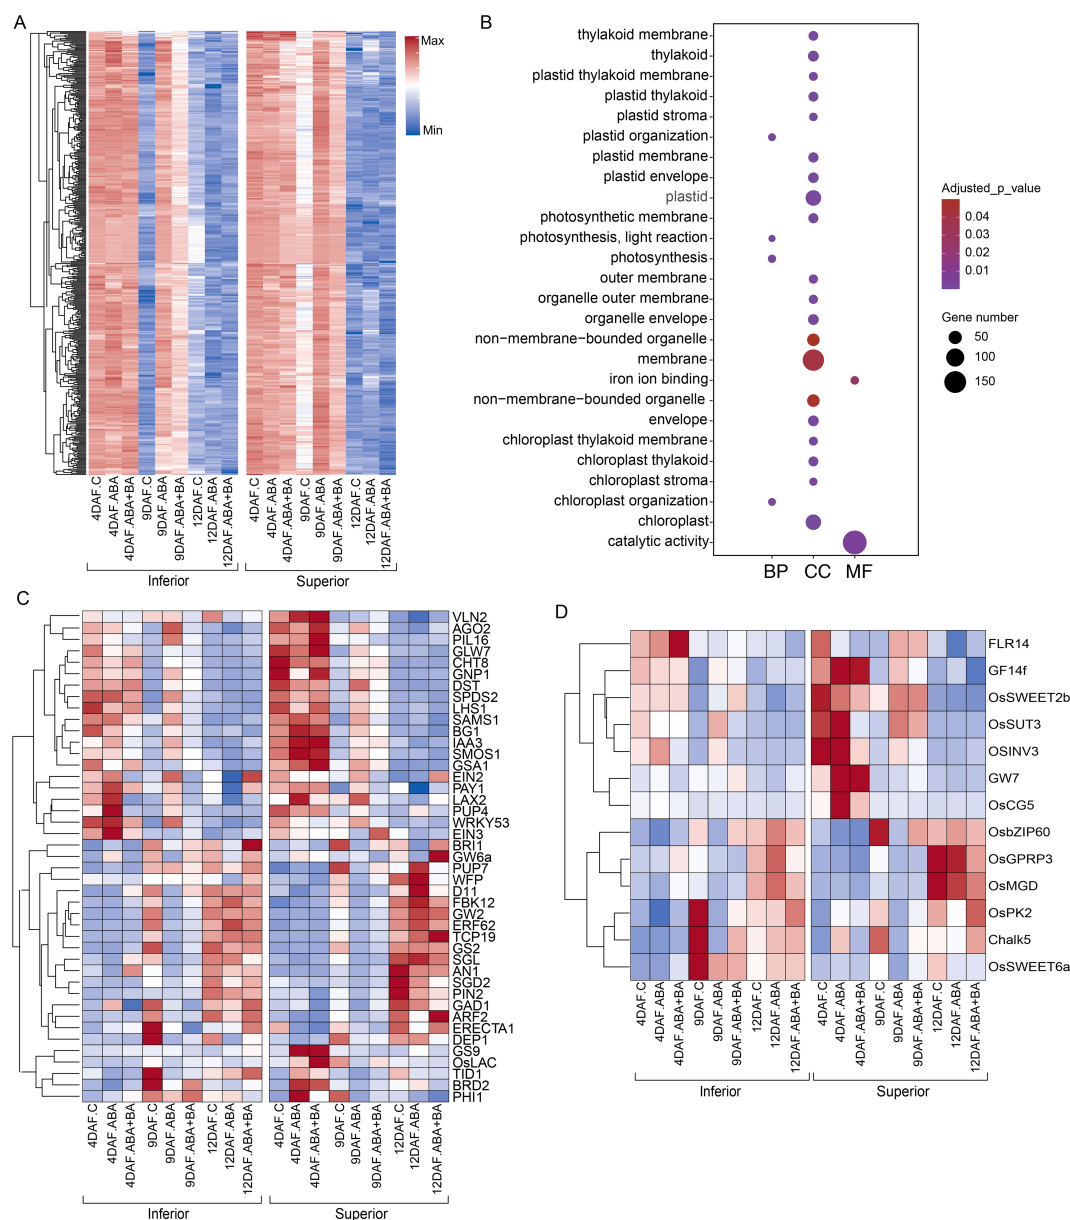 A
Max
Min
4DAF.C
4DAF.ABA
4DAF.ABA+BA
9DAF.C
9DAF.ABA
9DAF.ABA+BA
12DAF.C
12DAF.ABA
12DAF.ABA+BA
4DAF.C
4DAF.ABA
4DAF.ABA+BA
9DAF.C
9DAF.ABA
9DAF.ABA+BA
12DAF.C
12DAF.ABA
12DAF.ABA+BA
Inferior
Superior
B
thylakoid membrane
thylakoid
plastid thylakoid membrane
plastid thylakoid
plastid stroma
plastid organization
plastid membrane
plastid envelope
plastid
photosynthetic membrane
photosynthesis, light reaction
photosynthesis
outer membrane
organelle outer membrane
organelle envelope
non−membrane−bounded organelle
membrane
iron ion binding
non−membrane−bounded organelle
envelope
chloroplast thylakoid membrane
chloroplast thylakoid
chloroplast stroma
chloroplast organization
chloroplast
catalytic activity
BP
CC
MF
Adjusted_p_value
0.04
0.03
0.02
0.01
Gene number
50
100
150
C
VLN2
AGO2
PIL16
GLW7
CHT8
GNP1
DST
SPDS2
LHS1
SAMS1
BG1
IAA3
SMOS1
GSA1
EIN2
PAY1
LAX2
PUP4
WRKY53
EIN3
BRI1
GW6a
PUP7
WFP
D11
FBK12
GW2
ERF62
TCP19
GS2
SGL
AN1
SGD2
PIN2
GAD1
ARF2
ERECTA1
DEP1
GS9
OsLAC
TID1
BRD2
PHI1
4DAF.C
4DAF.ABA
4DAF.ABA+BA
9DAF.C
9DAF.ABA
9DAF.ABA+BA
12DAF.C
12DAF.ABA
12DAF.ABA+BA
4DAF.C
4DAF.ABA
4DAF.ABA+BA
9DAF.C
9DAF.ABA
9DAF.ABA+BA
12DAF.C
12DAF.ABA
12DAF.ABA+BA
Inferior
Superior
D
FLR14
GF14f
OsSWEET2b
OsSUT3
OSINV3
GW7
OsCG5
OsbZIP60
OsGPRP3
OsMGD
OsPK2
Chalk5
OsSWEET6a
4DAF.C
4DAF.ABA
4DAF.ABA+BA
9DAF.C
9DAF.ABA
9DAF.ABA+BA
12DAF.C
12DAF.ABA
12DAF.ABA+BA
4DAF.C
4DAF.ABA
4DAF.ABA+BA
9DAF.C
9DAF.ABA
9DAF.ABA+BA
12DAF.C
12DAF.ABA
12DAF.ABA+BA
Inferior
Superior